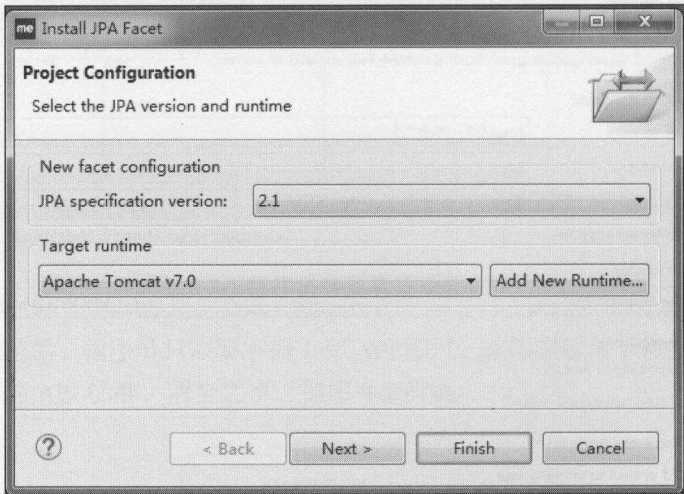 me Install JPA Facet
Project Configuration
Select the JPA version and runtime
New facet configuration
JPA specification version: 2.1
Target runtime
Apache Tomcat v7.0 Add New Runtime...
? < Back Next > Finish Cancel